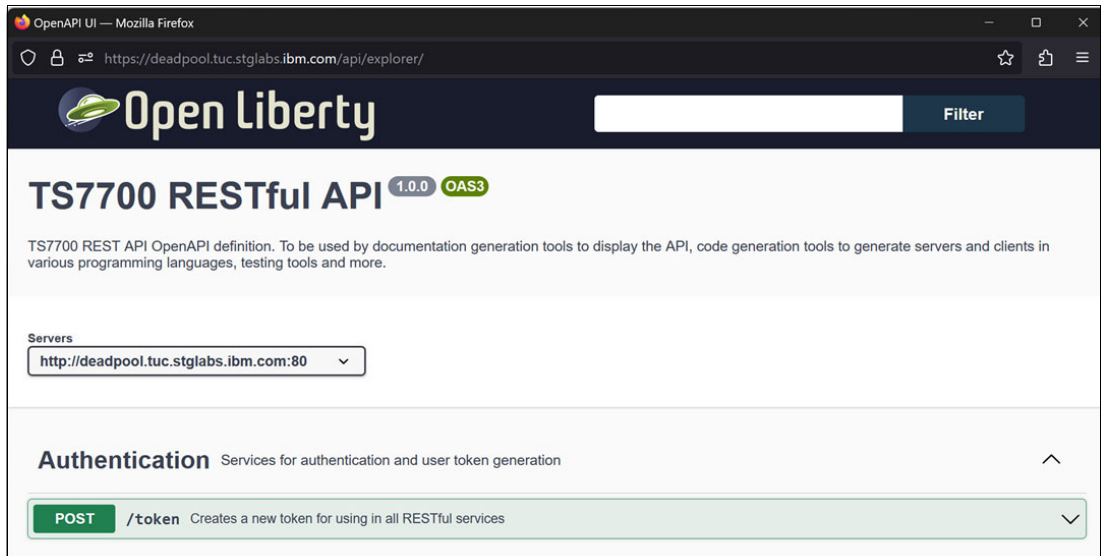 OpenAPI UI — Mozilla Firefox
https://deadpool.tuc.stglabs.ibm.com/api/explorer/
Open Liberty
Filter
TS7700 RESTful API 1.0.0 OAS3
TS7700 REST API OpenAPI definition. To be used by documentation generation tools to display the API, code generation tools to generate servers and clients in
various programming languages, testing tools and more.
Servers
http://deadpool.tuc.stglabs.ibm.com:80
Authentication Services for authentication and user token generation
POST /token Creates a new token for using in all RESTful services